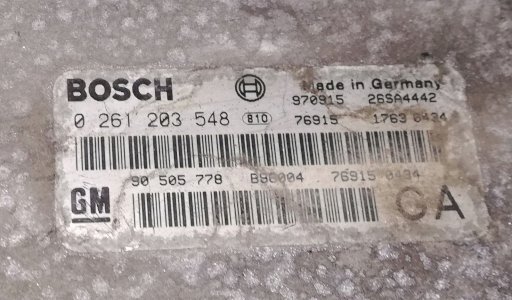 BOSCH Made in Germany
970915 26SA4442
0 261 203 548 B10 76915 1763 0434
90 505 778 B98004 76915 0434
GM CA